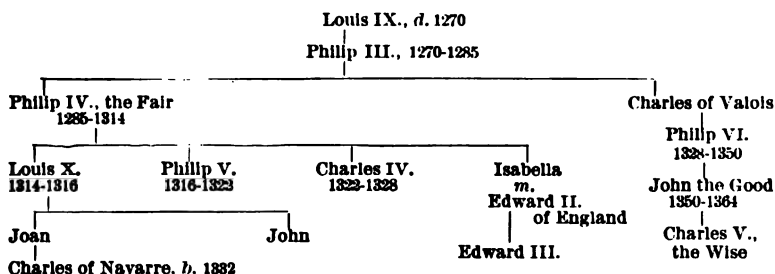 Louis IX., d. 1270
Philip III., 1270-1285
Philip IV., the Fair
1285-1314
Charles of Valois
Philip VI.
1328-1350
Louis X.
1314-1316
Philip V.
1316-1322
Charles IV.
1322-1328
Isabella
m.
Edward II.
of England
John the Good
1350-1364
Joan
John
Edward III.
Charles V.,
the Wise
Charles of Navarre, b. 1332